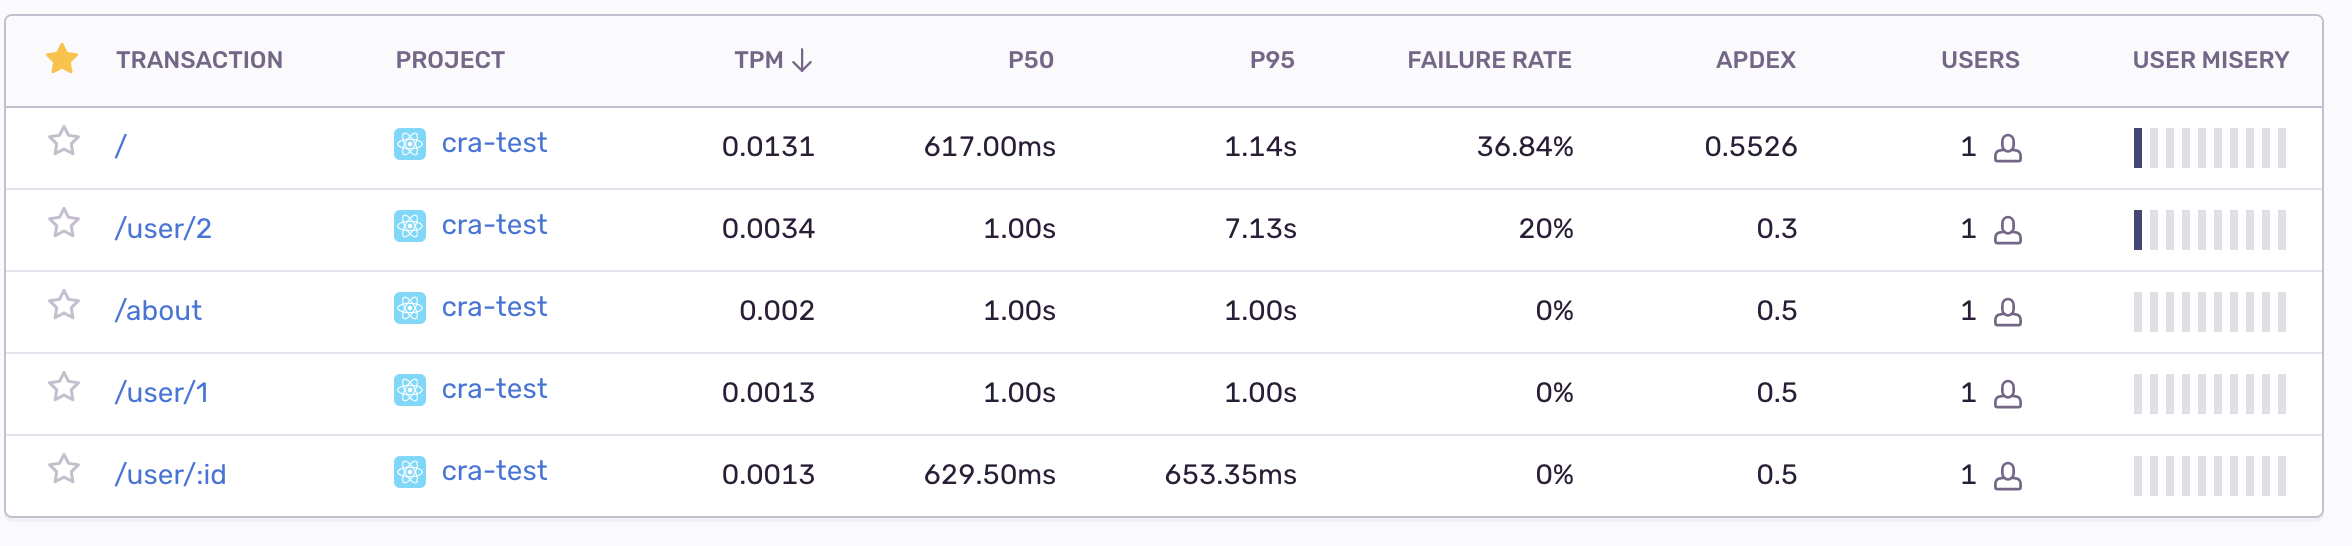 TRANSACTION PROJECT TPM ↓ P50 P95 FAILURE RATE APDEX USERS USER MISERY
/ cra-test 0.0131 617.00ms 1.14s 36.84% 0.5526 1
/user/2 cra-test 0.0034 1.00s 7.13s 20% 0.3 1
/about cra-test 0.002 1.00s 1.00s 0% 0.5 1
/user/1 cra-test 0.0013 1.00s 1.00s 0% 0.5 1
/user/:id cra-test 0.0013 629.50ms 653.35ms 0% 0.5 1